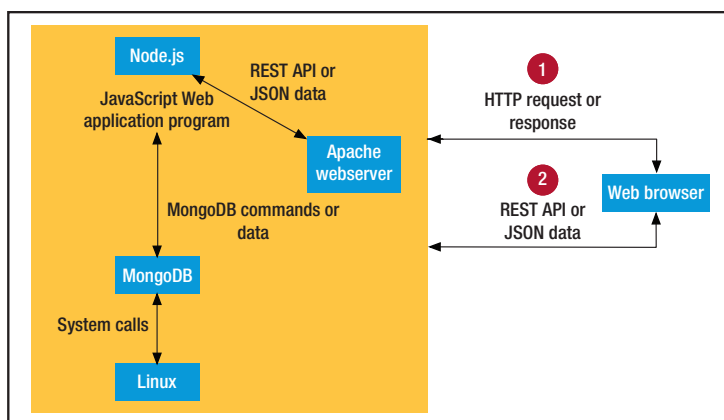 Node.js
REST API or
JSON data
JavaScript Web
application program
Apache
webserver
MongoDB commands or
data
MongoDB
System calls
Linux
1
HTTP request or
response
2
REST API or
JSON data
Web browser